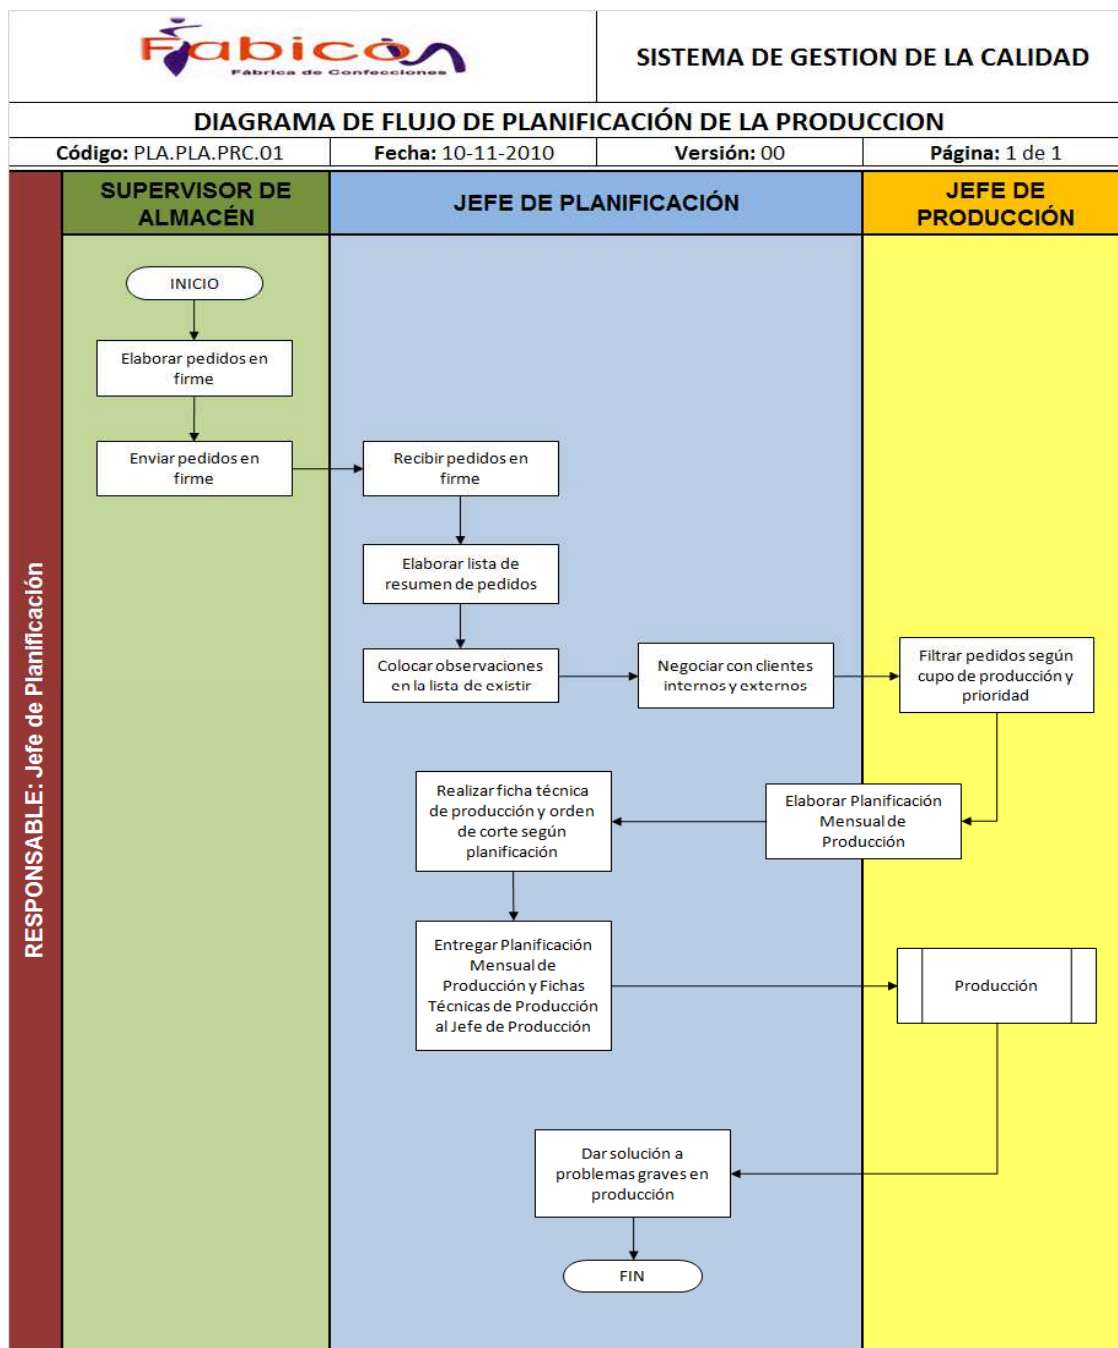 Fabicòn
Fábrica de Confecciones
SISTEMA DE GESTION DE LA CALIDAD
DIAGRAMA DE FLUJO DE PLANIFICACIÓN DE LA PRODUCCION
Código: PLA.PLA.PRC.01
Fecha: 10-11-2010
Versión: 00
Página: 1 de 1
RESPONSABLE: Jefe de Planificación
SUPERVISOR DE
ALMACÉN
JEFE DE PLANIFICACIÓN
JEFE DE
PRODUCCIÓN
INICIO
Elaborar pedidos en
firme
Enviar pedidos en
firme
Recibir pedidos en
firme
Elaborar lista de
resumen de pedidos
Colocar observaciones
en la lista de existir
Negociar con clientes
internos y externos
Filtrar pedidos según
cupo de producción y
prioridad
Elaborar Planificación
Mensual de
Producción
Realizar ficha técnica
de producción y orden
de corte según
planificación
Entregar Planificación
Mensual de
Producción y Fichas
Técnicas de Producción
al Jefe de Producción
Producción
Dar solución a
problemas graves en
producción
FIN